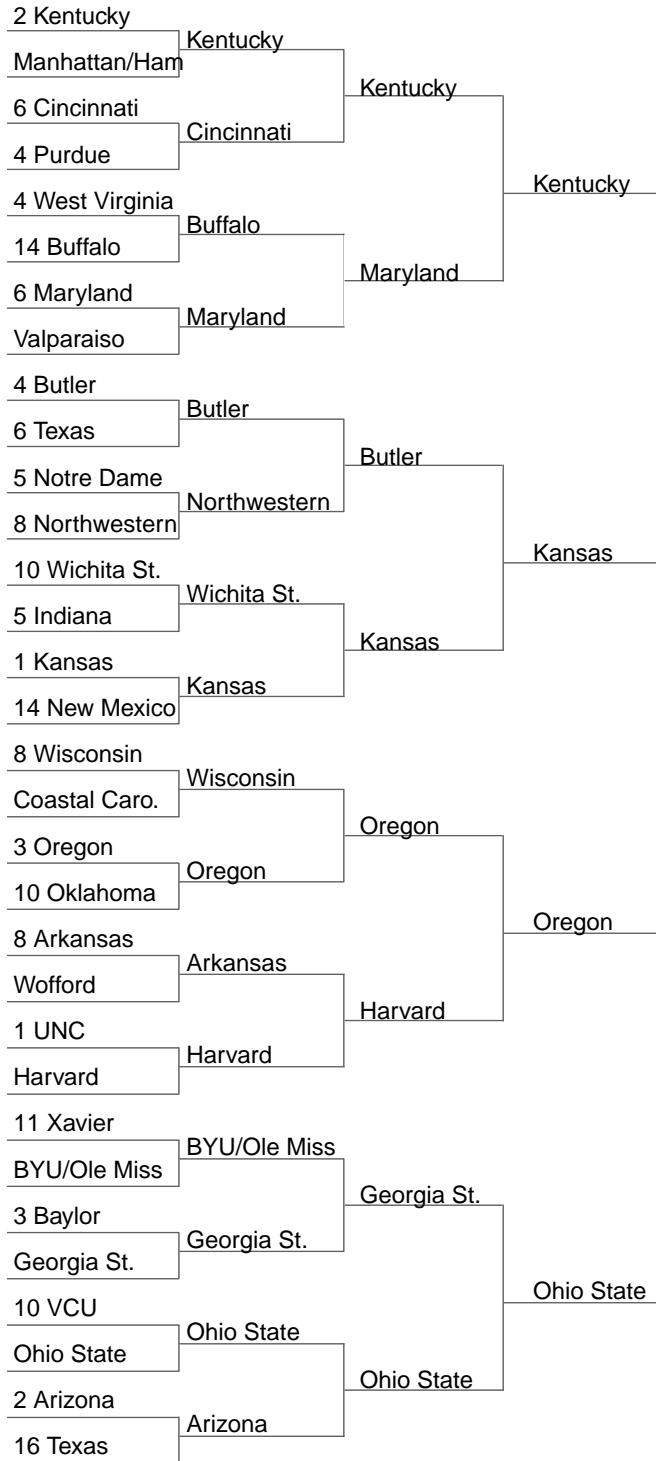 2 Kentucky
Manhattan/Ham
6 Cincinnati
4 Purdue
4 West Virginia
14 Buffalo
6 Maryland
Valparaiso
4 Butler
6 Texas
5 Notre Dame
8 Northwestern
10 Wichita St.
5 Indiana
1 Kansas
14 New Mexico
8 Wisconsin
Coastal Caro.
3 Oregon
10 Oklahoma
8 Arkansas
Wofford
1 UNC
Harvard
11 Xavier
BYU/Ole Miss
3 Baylor
Georgia St.
10 VCU
Ohio State
2 Arizona
16 Texas
Kentucky
Cincinnati
Buffalo
Maryland
Butler
Northwestern
Wichita St.
Kansas
Wisconsin
Oregon
Arkansas
Harvard
BYU/Ole Miss
Georgia St.
Ohio State
Arizona
Kentucky
Maryland
Butler
Kansas
Oregon
Harvard
Georgia St.
Ohio State
Kentucky
Kansas
Oregon
Ohio State